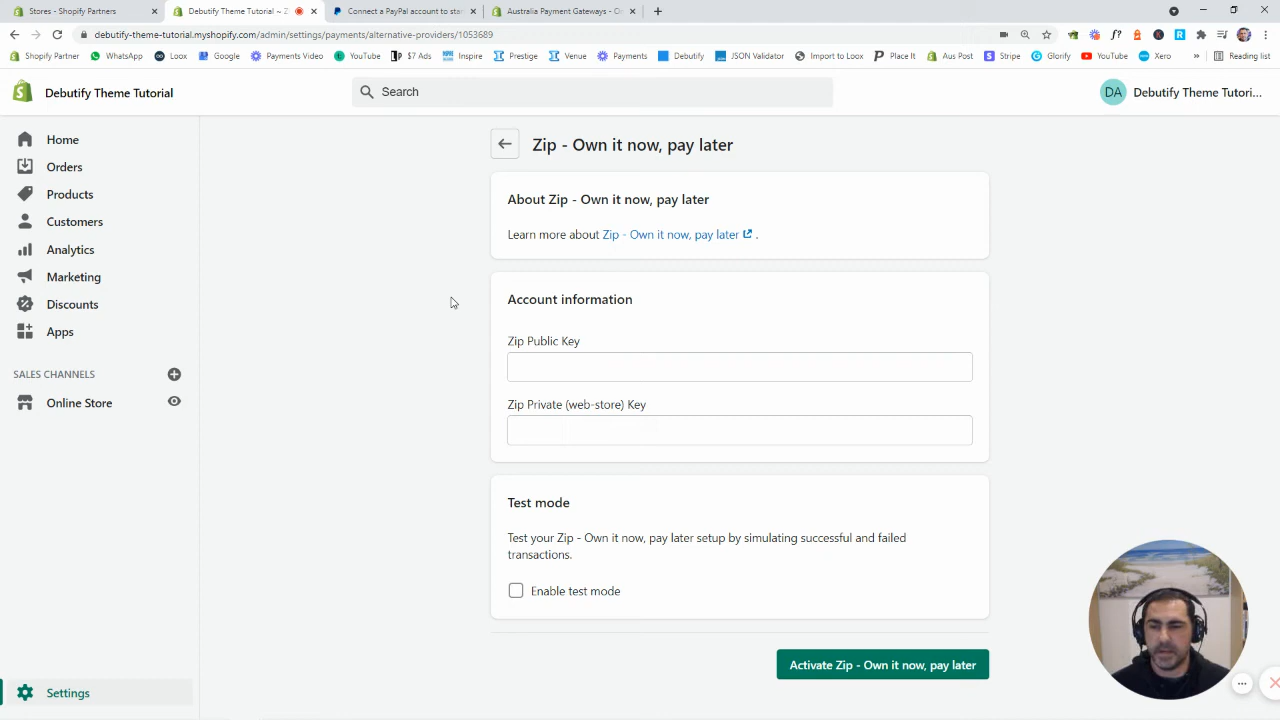 Stores - Shopify Partners
Debutify Theme Tutorial ~ Z
Connect a PayPal account to sta
Australia Payment Gateways - Ch
debutify-theme-tutorial.myshopify.com/admin/settings/payments/alternative-providers/1053689
Shopify Partner
WhatsApp
Loox
Google
Payments Video
YouTube
$7 Ads
Inspire
Prestige
Venue
Payments
Debutify
JSON Validator
Import to Loox
Place It
Aus Post
Stripe
Glorify
YouTube
Xero
»
Reading list
Debutify Theme Tutorial
Search
DA
Debutify Theme Tutori...
Home
Orders
Products
Customers
Analytics
Marketing
Discounts
Apps
SALES CHANNELS
Online Store
Settings
Zip - Own it now, pay later
About Zip - Own it now, pay later
Learn more about Zip - Own it now, pay later .
Account information
Zip Public Key
Zip Private (web-store) Key
Test mode
Test your Zip - Own it now, pay later setup by simulating successful and failed
transactions.
Enable test mode
Activate Zip - Own it now, pay later